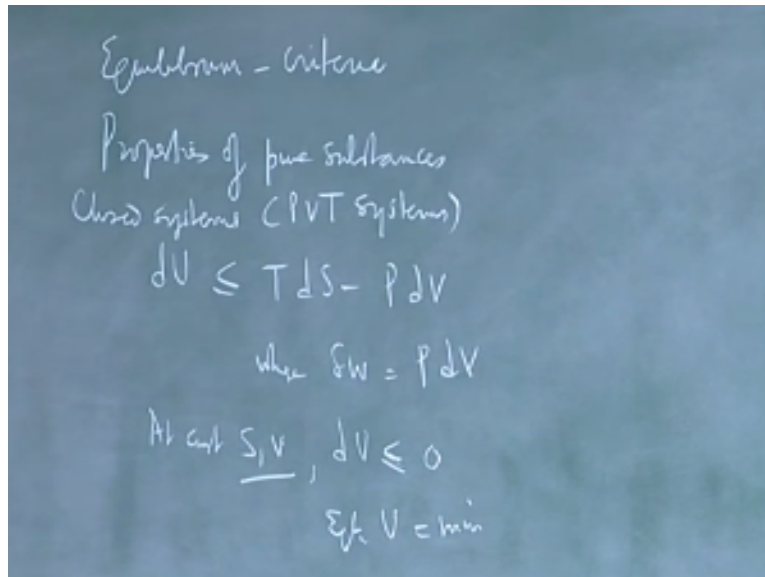 Equilibrium - Criteria
Properties of pure substances
Closed systems (PVT systems)
dU ≤ TdS - PdV
where δW = PdV
At const S, V, dU ≤ 0
Eqb. U = min